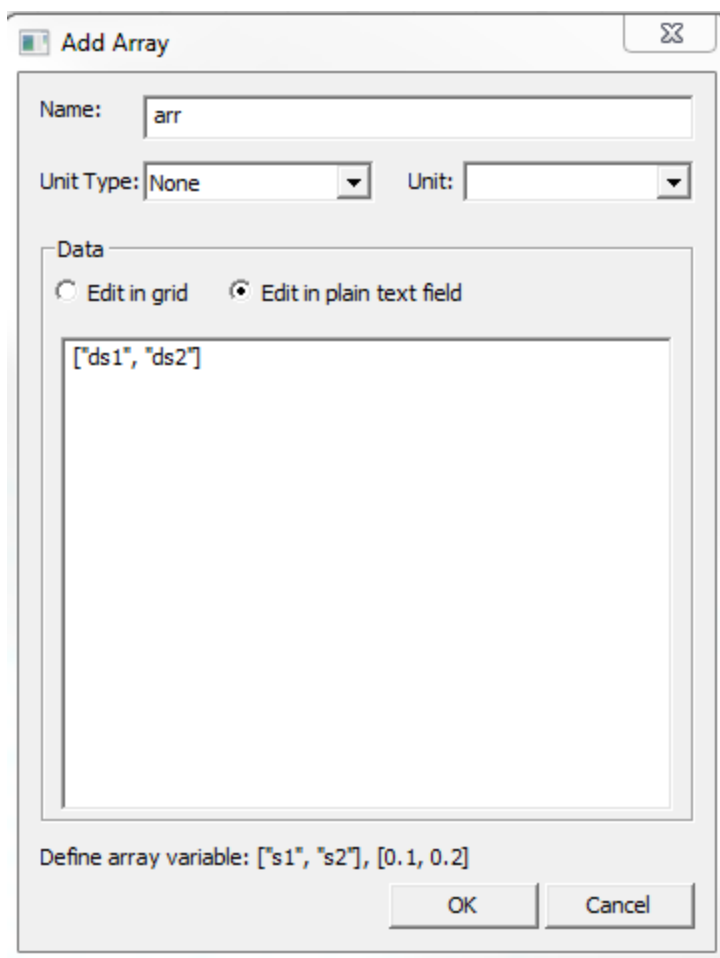 Add Array
Name: arr
Unit Type: None Unit:
Data
Edit in grid Edit in plain text field
["ds1", "ds2"]
Define array variable: ["s1", "s2"], [0.1, 0.2]
OK Cancel